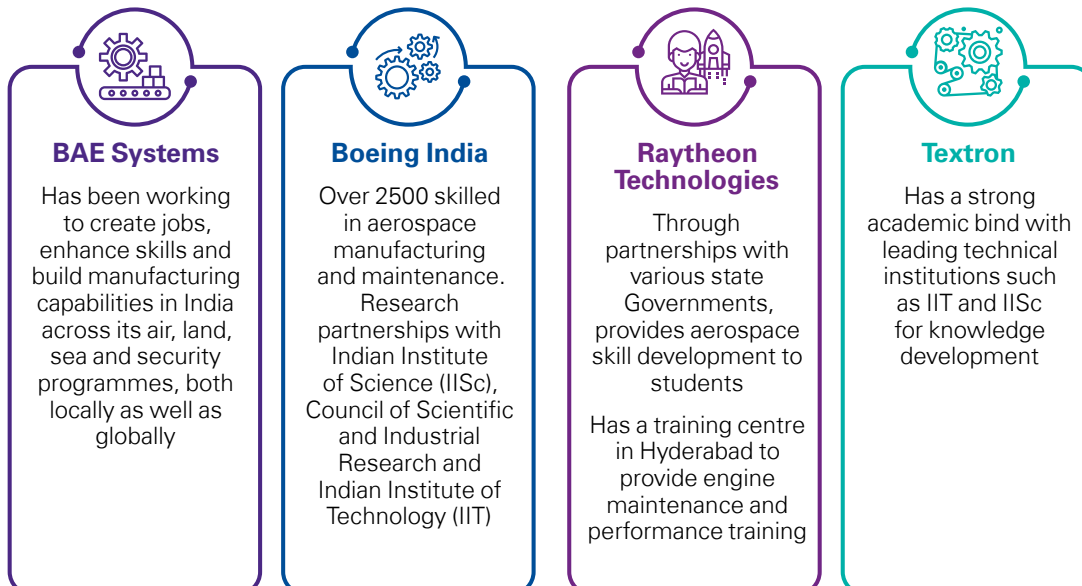 BAE Systems
Has been working
to create jobs,
enhance skills and
build manufacturing
capabilities in India
across its air, land,
sea and security
programmes, both
locally as well as
globally
Boeing India
Over 2500 skilled
in aerospace
manufacturing
and maintenance.
Research
partnerships with
Indian Institute
of Science (IISc),
Council of Scientific
and Industrial
Research and
Indian Institute of
Technology (IIT)
Raytheon
Technologies
Through
partnerships with
various state
Governments,
provides aerospace
skill development to
students
Has a training centre
in Hyderabad to
provide engine
maintenance and
performance training
Textron
Has a strong
academic bind with
leading technical
institutions such
as IIT and IISc
for knowledge
development